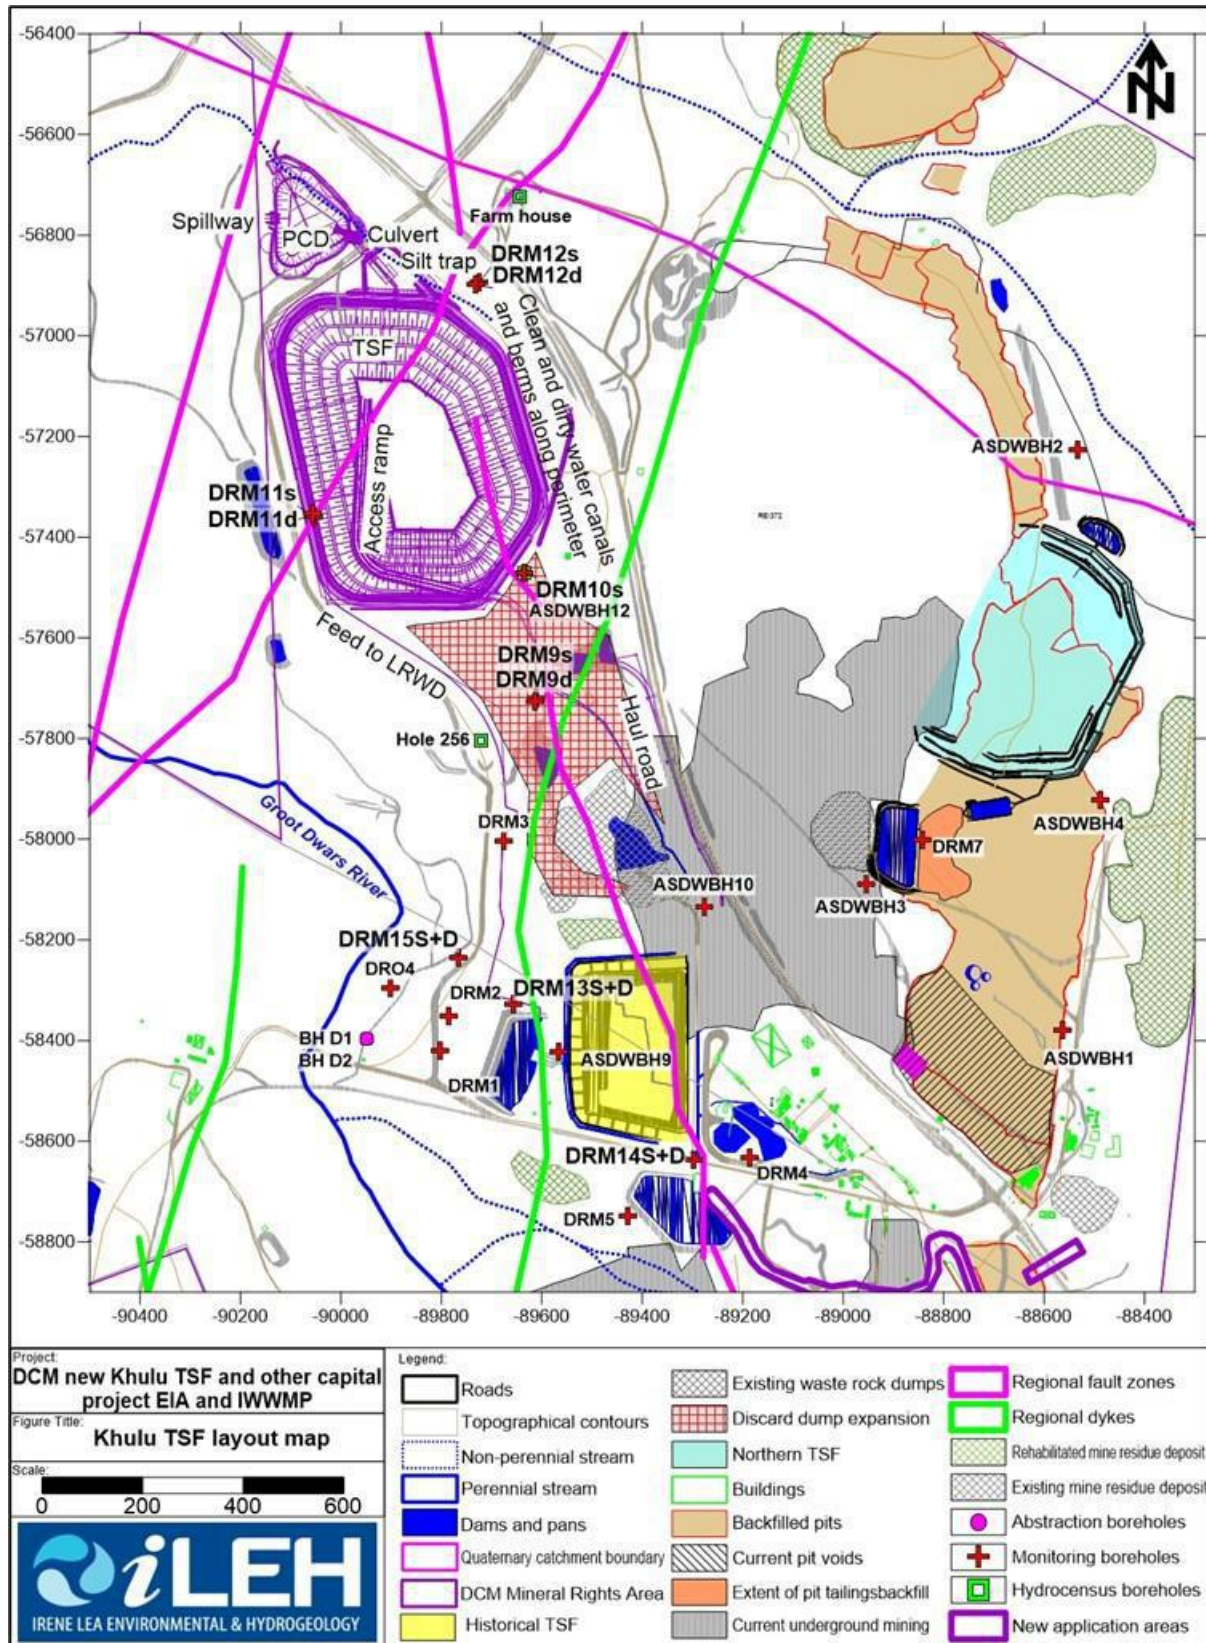 -56400
-56600
-56800
-57000
-57200
-57400
-57600
-57800
-58000
-58200
-58400
-58600
-58800
N
Farm house
Spillway
PCD
Culvert
Silt trap
DRM12s
DRM12d
TSF
Clean and dirty water canals
and berms along perimeter
Access ramp
ASDWBH2
DRM11s
DRM11d
RE/372
DRM10s
ASDWBH12
Feed to LRWD
DRM9s
DRM9d
Haul road
Hole 256
Groot Dwars River
DRM3
ASDWBH4
DRM7
ASDWBH10
ASDWBH3
DRM15S+D
DRO4
DRM2
DRM13S+D
BH D1
BH D2
DRM1
ASDWBH9
ASDWBH1
DRM14S+D
DRM4
DRM5
-90400 -90200 -90000 -89800 -89600 -89400 -89200 -89000 -88800 -88600 -88400
Project:
DCM new Khulu TSF and other capital
project EIA and IWWMP
Figure Title:
Khulu TSF layout map
Scale:
0 200 400 600
iLEH
IRENE LEA ENVIRONMENTAL & HYDROGEOLOGY
Legend:
Roads
Topographical contours
Non-perennial stream
Perennial stream
Dams and pans
Quaternary catchment boundary
DCM Mineral Rights Area
Historical TSF
Existing waste rock dumps
Discard dump expansion
Northern TSF
Buildings
Backfilled pits
Current pit voids
Extent of pit tailingsbackfill
Current underground mining
Regional fault zones
Regional dykes
Rehabilitated mine residue deposit
Existing mine residue deposit
Abstraction boreholes
Monitoring boreholes
Hydrocensus boreholes
New application areas